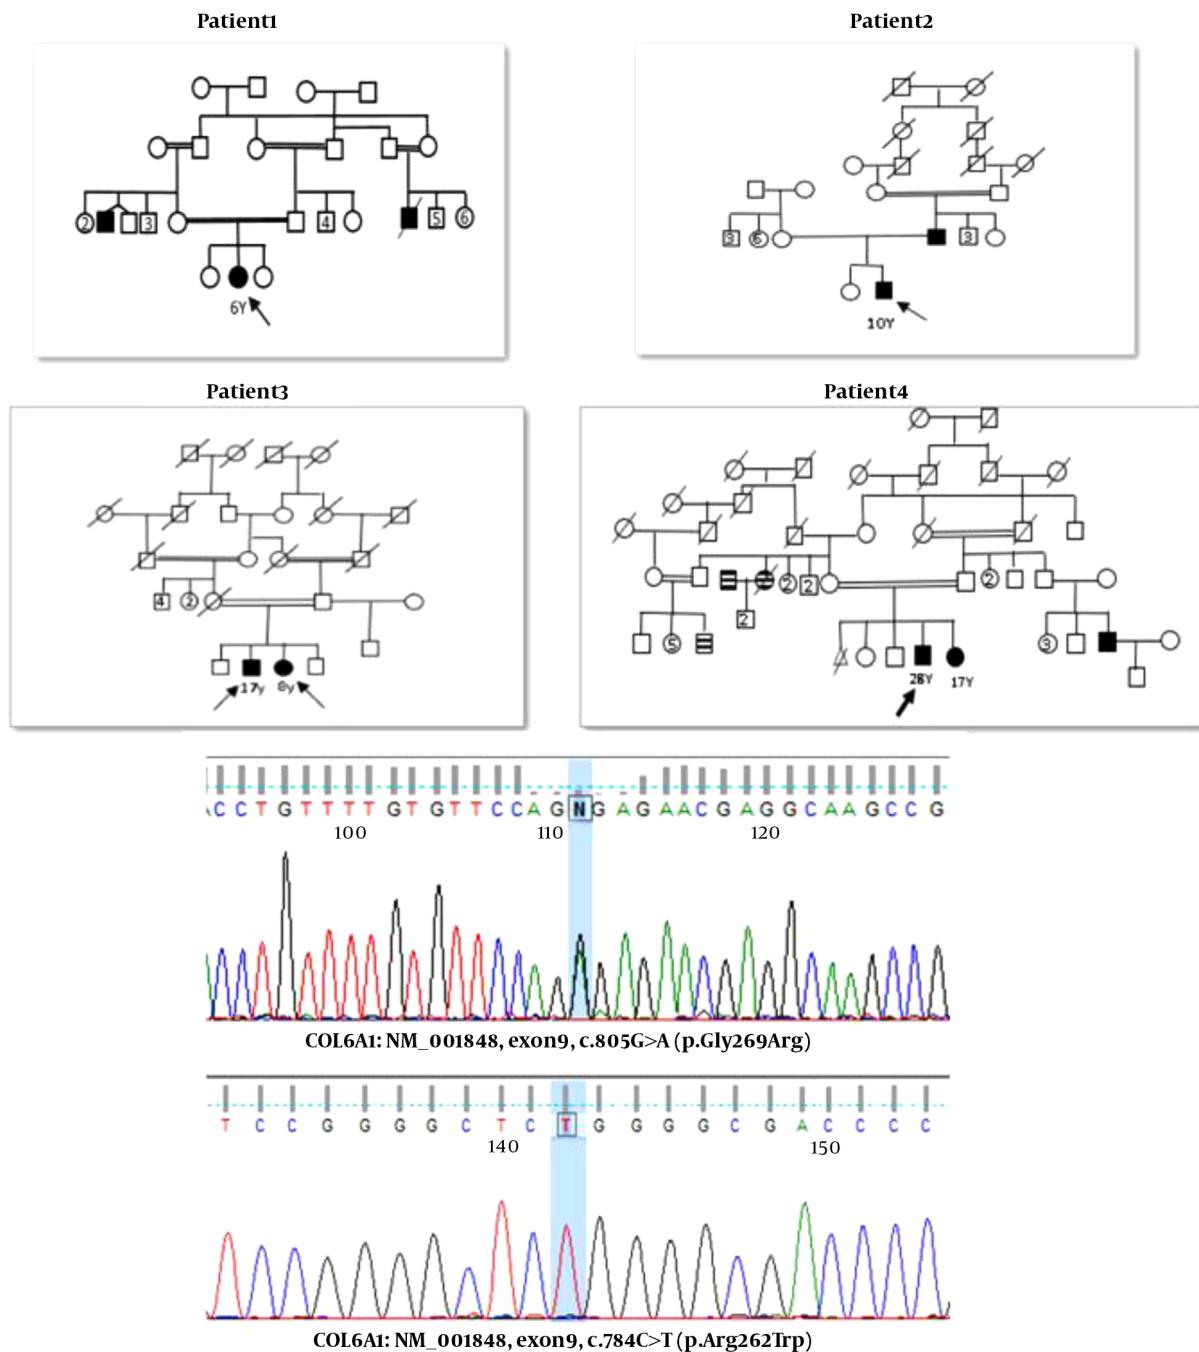 Patient1
Patient2
2 3 4 5 6
6Y
3 6 3
10Y
Patient3
Patient4
4 2
17y 8y
2 2 2
2 5 3
28Y 17Y
ACCTGTTTTGTGTTCCAGNGAGAACGAGGCAAGCCG
100 110 120
COL6A1: NM_001848, exon9, c.805G>A (p.Gly269Arg)
TCCGGGGCTCTGGGGCGACCCC
140 150
COL6A1: NM_001848, exon9, c.784C>T (p.Arg262Trp)